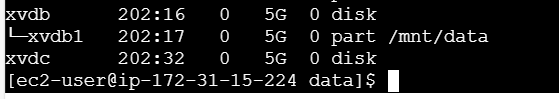 xvdb    202:16   0   5G  0 disk
└─xvdb1 202:17   0   5G  0 part /mnt/data
xvdc    202:32   0   5G  0 disk
[ec2-user@ip-172-31-15-224 data]$